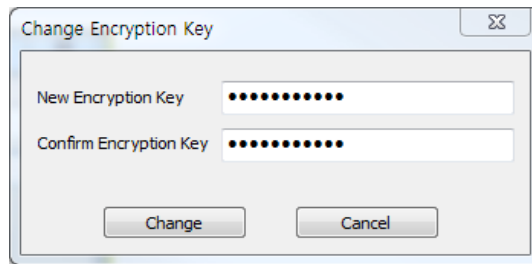 Change Encryption Key
New Encryption Key •••••••••••
Confirm Encryption Key •••••••••••
Change Cancel